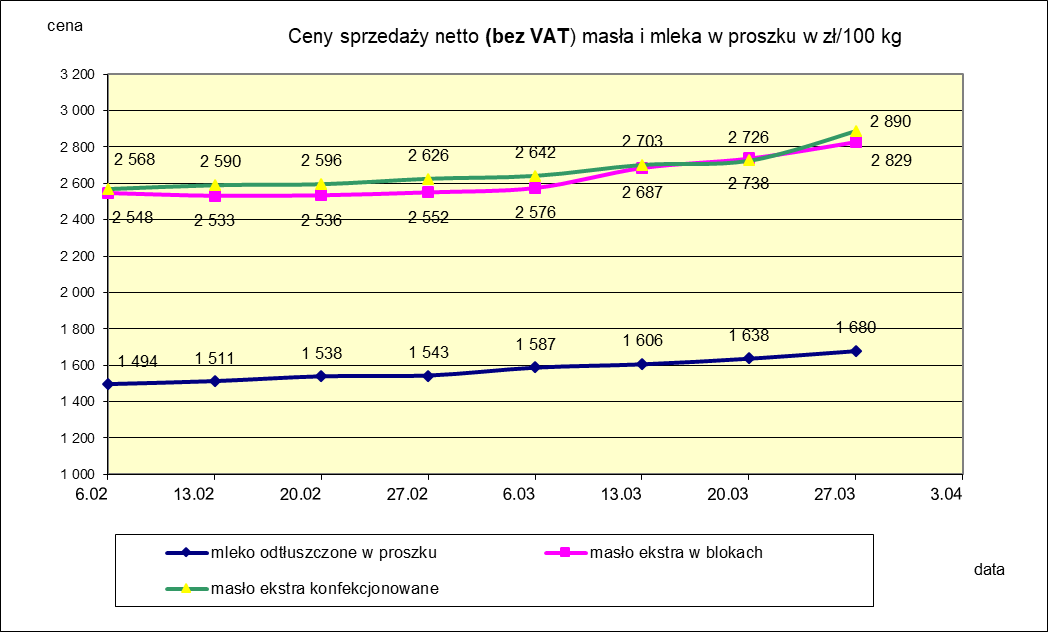 cena
Ceny sprzedaży netto (bez VAT) masła i mleka w proszku w zł/100 kg
3 200
3 000
2 800
2 600
2 400
2 200
2 000
1 800
1 600
1 400
1 200
1 000
2 568 2 590 2 596 2 626 2 642 2 703 2 726 2 890
2 548 2 533 2 536 2 552 2 576 2 687 2 738 2 829
1 494 1 511 1 538 1 543 1 587 1 606 1 638 1 680
6.02 13.02 20.02 27.02 6.03 13.03 20.03 27.03 3.04
mleko odtłuszczone w proszku masło ekstra w blokach
masło ekstra konfekcjonowane
data